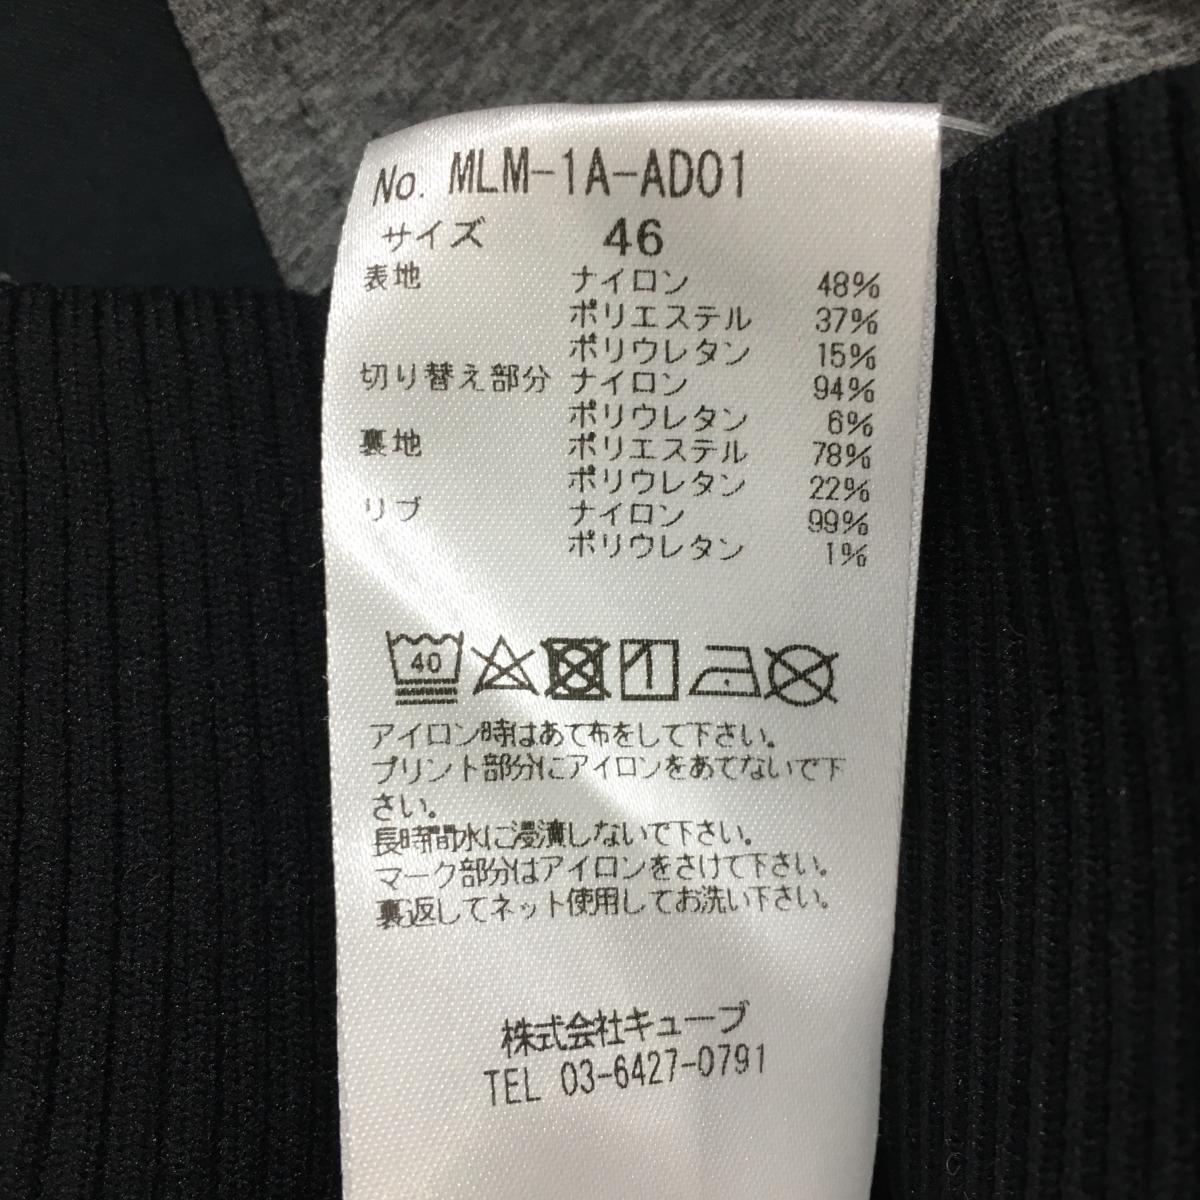 No. MLM-1A-AD01
サイズ 46
表地 ナイロン 48%
ポリエステル 37%
ポリウレタン 15%
切り替え部分 ナイロン 94%
ポリウレタン 6%
裏地 ポリエステル 78%
ポリウレタン 22%
リブ ナイロン 99%
ポリウレタン 1%
40
アイロン時はあて布をして下さい。
プリント部分にアイロンをあてないで下
さい。
長時間水に浸漬しないで下さい。
マーク部分はアイロンをさけて下さい。
裏返してネット使用してお洗い下さい。
株式会社キューブ
TEL 03-6427-0791